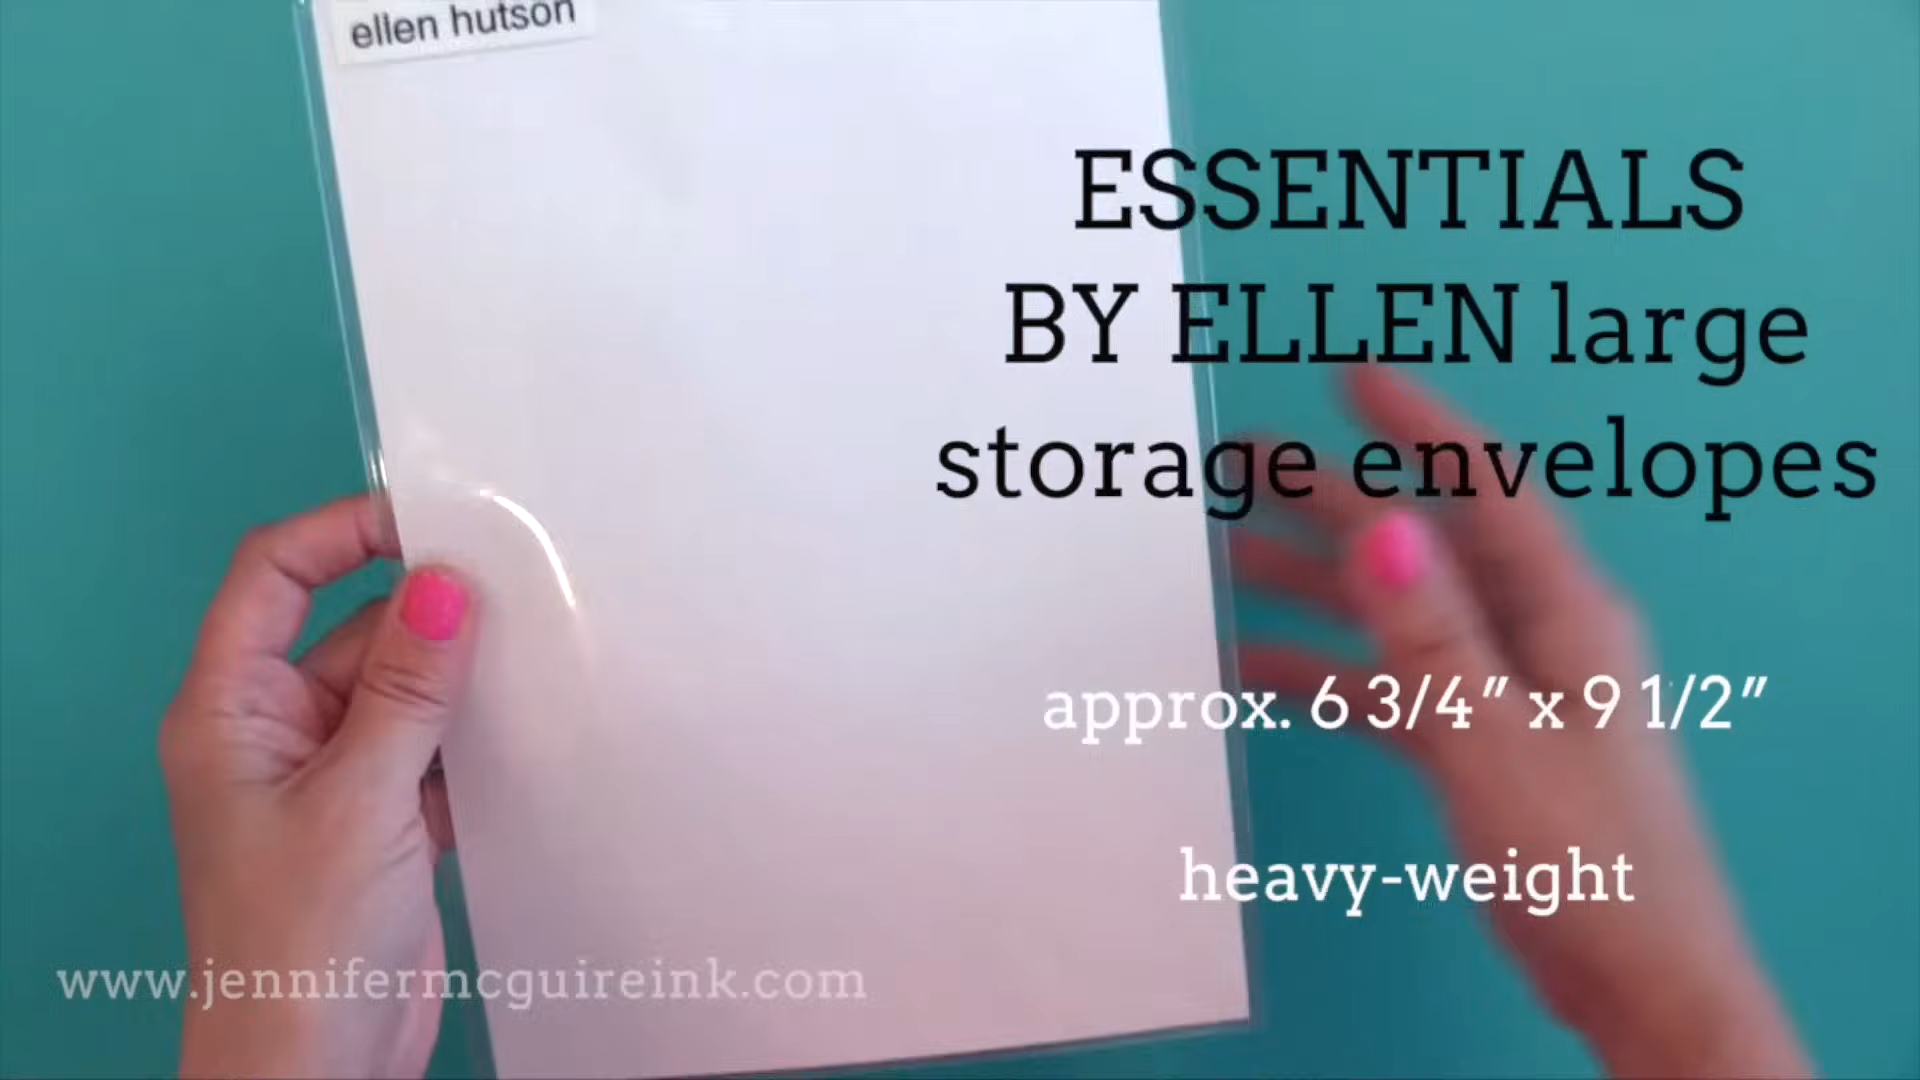 ellen hutson
ESSENTIALS
BY ELLEN large
storage envelopes
approx. 6 3/4” x 9 1/2”
heavy-weight
www.jennifermcguireink.com